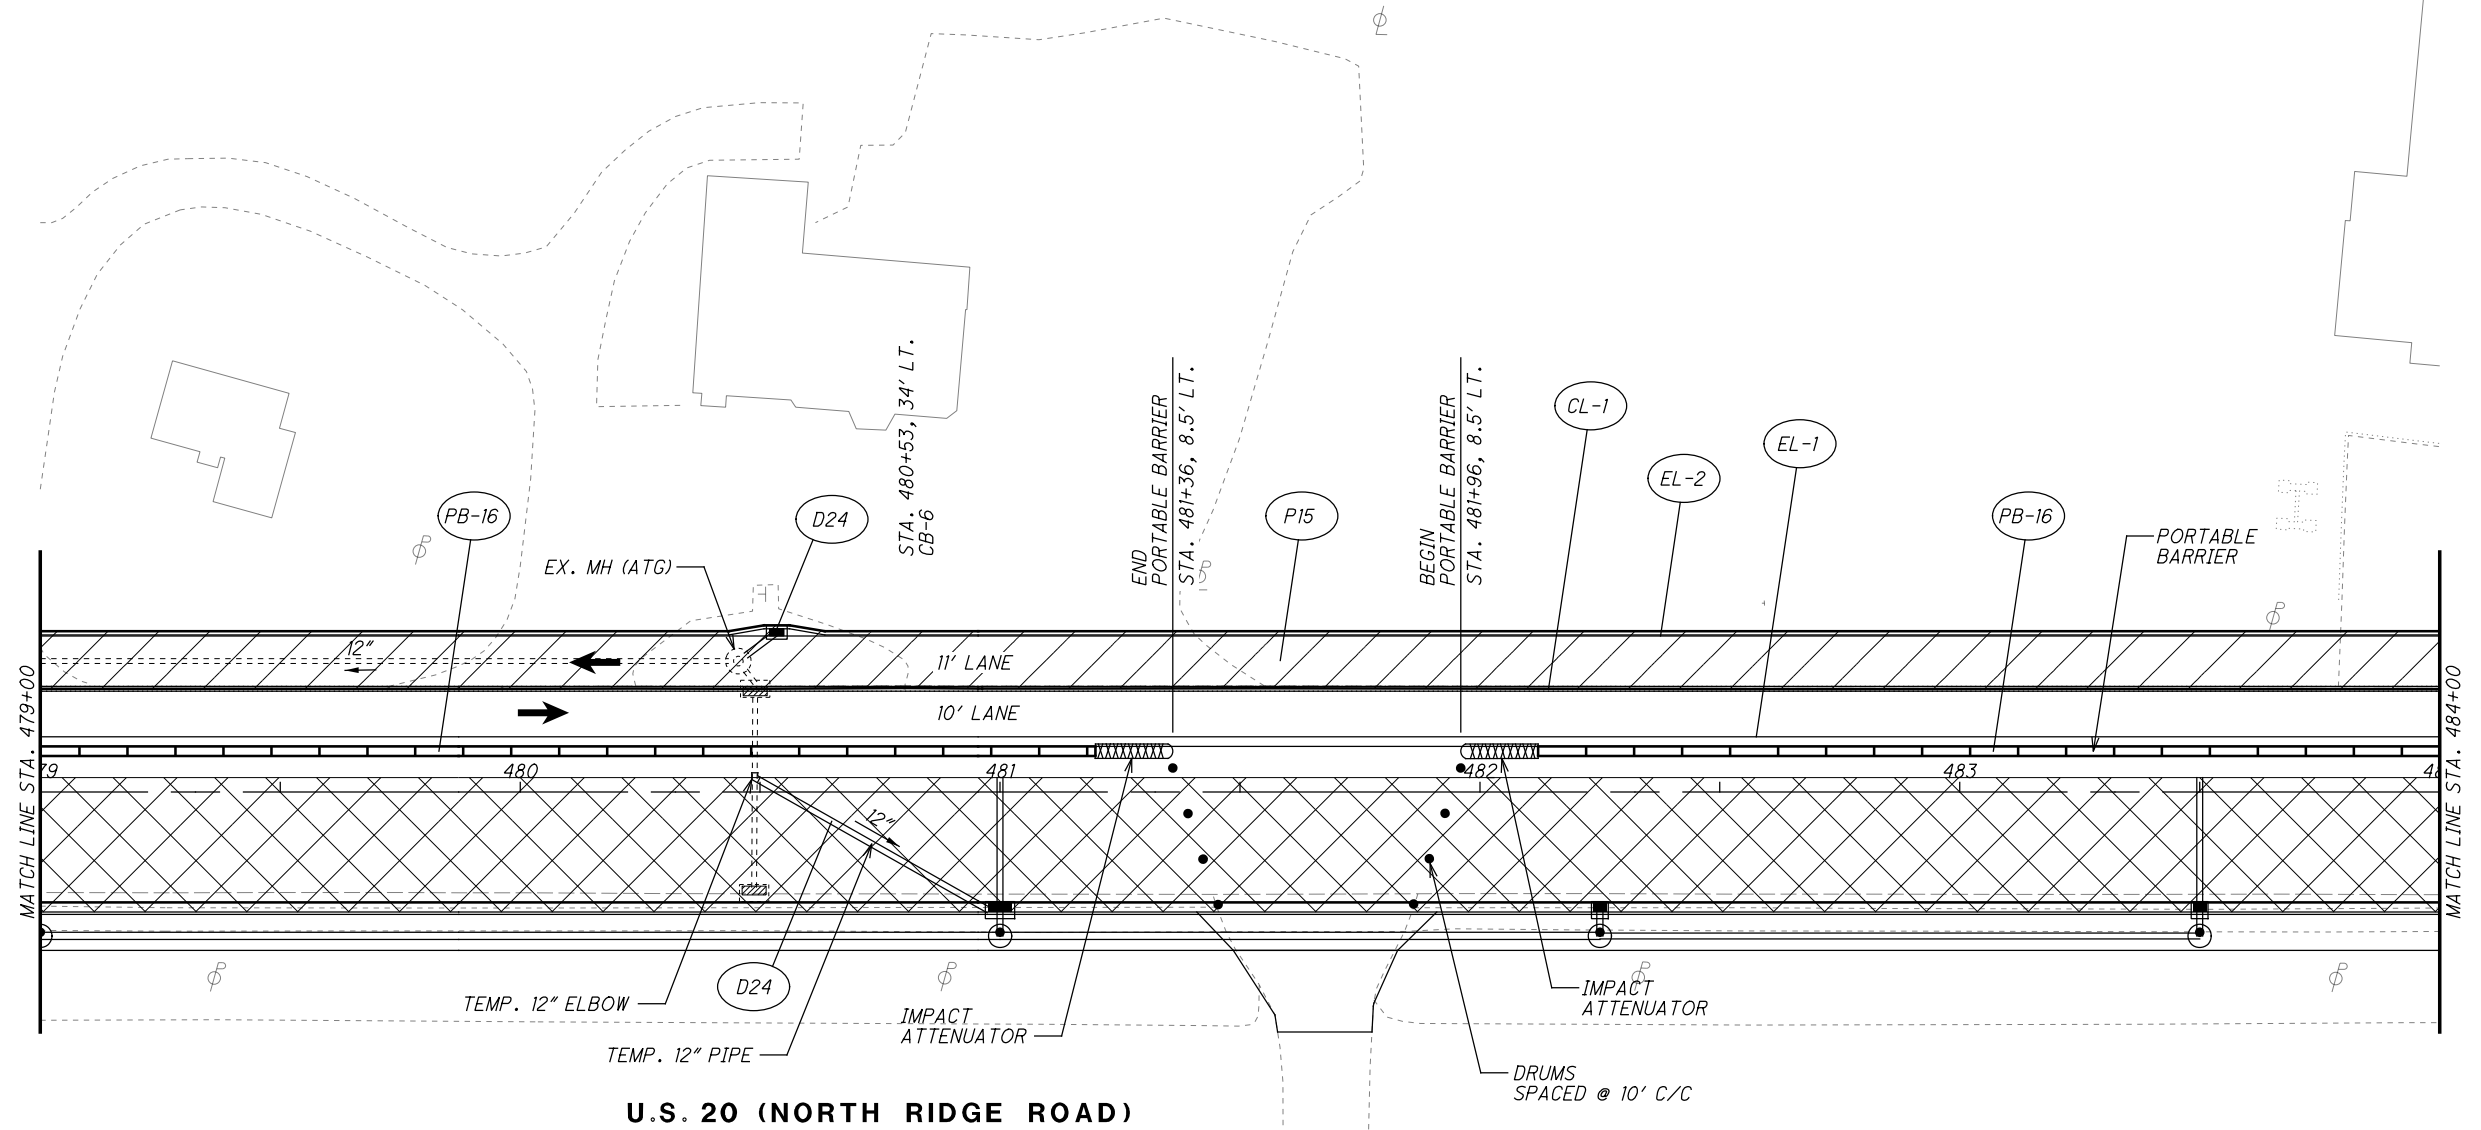 STA. 480+53, 34' LT.
CB-6
END
PORTABLE BARRIER
STA. 481+36, 8.5' LT.
BEGIN
PORTABLE BARRIER
STA. 481+96, 8.5' LT.
CL-1
EL-1
EL-2
PB-16
D24
P15
PB-16
PORTABLE
BARRIER
EX. MH (ATG)
12"
11' LANE
10' LANE
MATCH LINE STA. 479+00
MATCH LINE STA. 484+00
79
480
481
482
483
48
12"
D24
TEMP. 12" ELBOW
TEMP. 12" PIPE
IMPACT
ATTENUATOR
IMPACT
ATTENUATOR
DRUMS
SPACED @ 10' C/C
U.S. 20 (NORTH RIDGE ROAD)